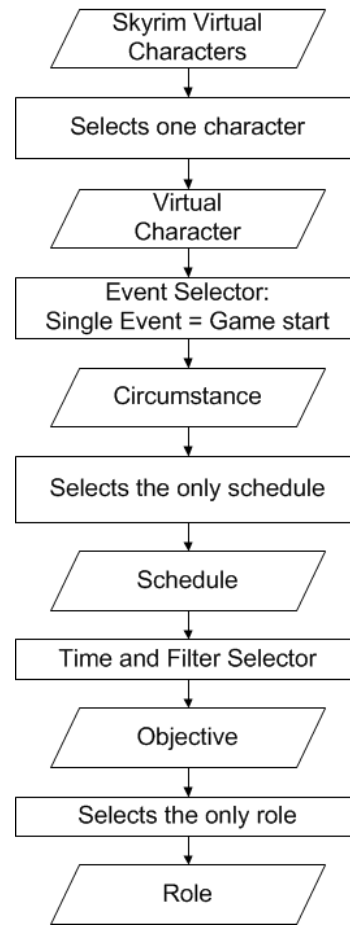 Skyrim Virtual
Characters
Selects one character
Virtual
Character
Event Selector:
Single Event = Game start
Circumstance
Selects the only schedule
Schedule
Time and Filter Selector
Objective
Selects the only role
Role